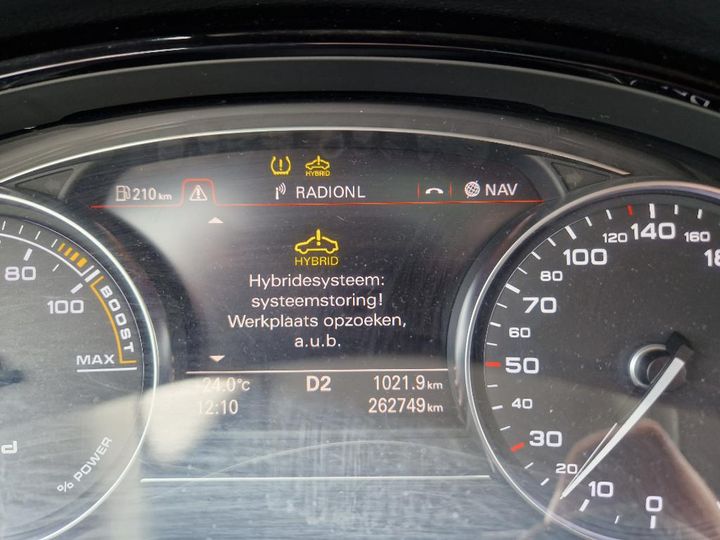 HYBRID
210 km
RADIONL
NAV
HYBRID
Hybridesysteem:
systeemstoring!
Werkplaats opzoeken,
a.u.b.
24.0°C
D2
1021.9 km
12:10
262749 km
80
100
BOOST
MAX
% POWER
d
0
10
20
30
40
50
60
70
80
100
120
140
160